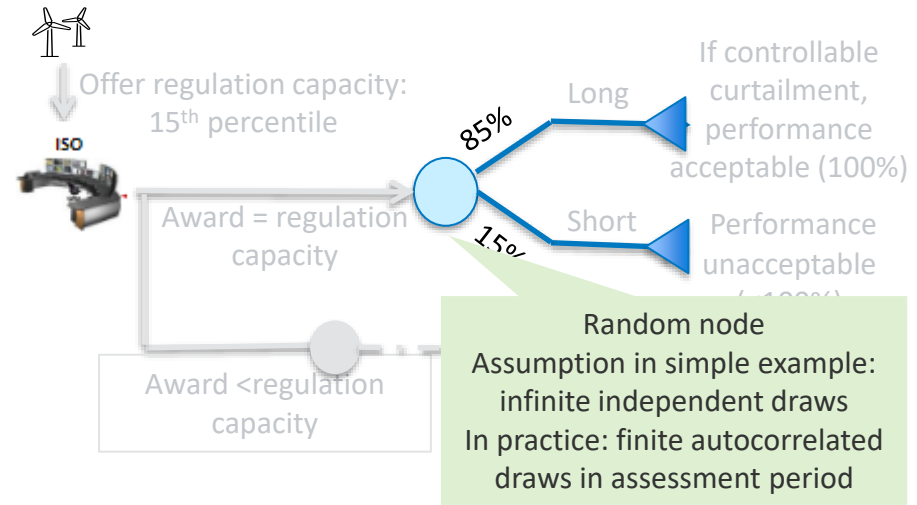 Offer regulation capacity:
15th percentile
ISO
Award = regulation
capacity
Award <regulation
capacity
85%
Long
If controllable
curtailment,
performance
acceptable (100%)
15%
Short
Performance
unacceptable
Random node
Assumption in simple example:
infinite independent draws
In practice: finite autocorrelated
draws in assessment period